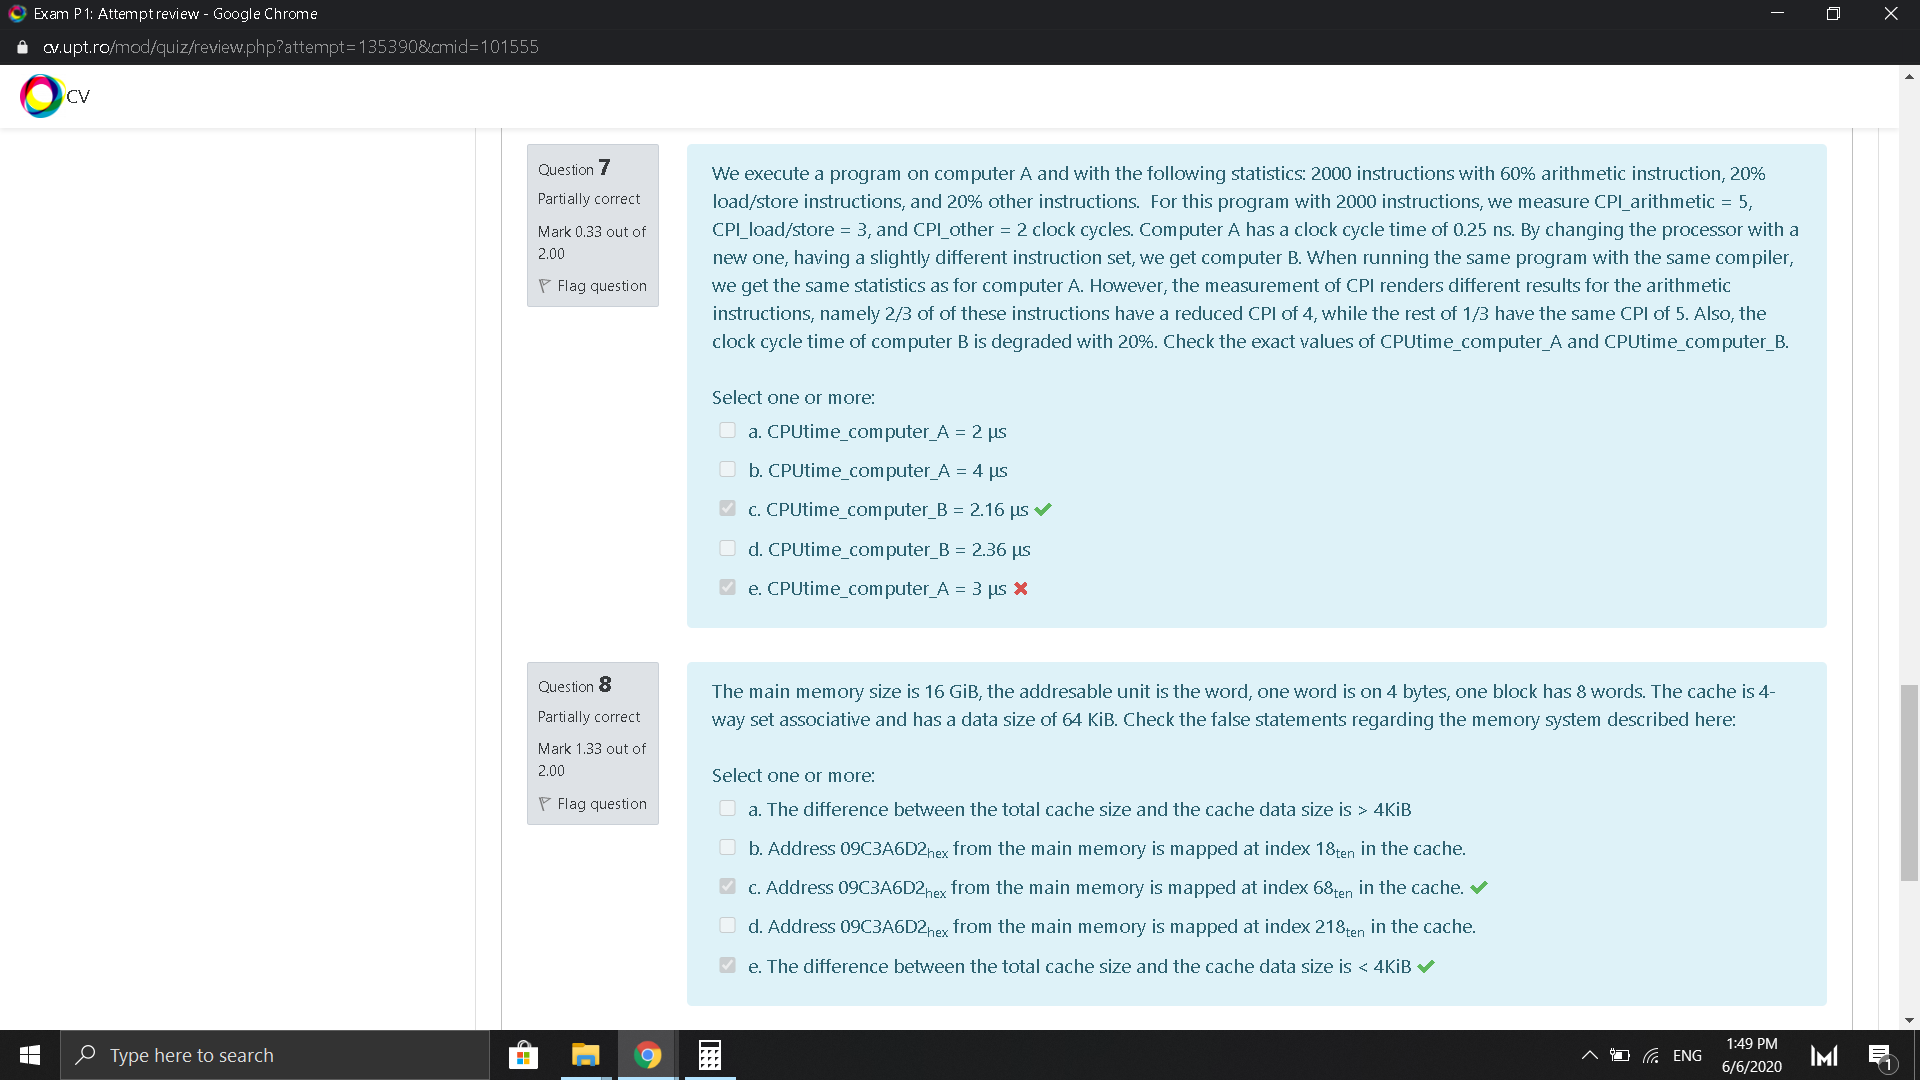 Exam P1: Attempt review - Google Chrome
cv.upt.ro/mod/quiz/review.php?attempt=135390&cmid=101555
CV
Question 7
Partially correct
Mark 0.33 out of
2.00
Flag question
We execute a program on computer A and with the following statistics: 2000 instructions with 60% arithmetic instruction, 20%
load/store instructions, and 20% other instructions. For this program with 2000 instructions, we measure CPI_arithmetic = 5,
CPI_load/store = 3, and CPI_other = 2 clock cycles. Computer A has a clock cycle time of 0.25 ns. By changing the processor with a
new one, having a slightly different instruction set, we get computer B. When running the same program with the same compiler,
we get the same statistics as for computer A. However, the measurement of CPI renders different results for the arithmetic
instructions, namely 2/3 of of these instructions have a reduced CPI of 4, while the rest of 1/3 have the same CPI of 5. Also, the
clock cycle time of computer B is degraded with 20%. Check the exact values of CPUtime_computer_A and CPUtime_computer_B.
Select one or more:
a. CPUtime_computer_A = 2 µs
b. CPUtime_computer_A = 4 µs
c. CPUtime_computer_B = 2.16 µs
d. CPUtime_computer_B = 2.36 µs
e. CPUtime_computer_A = 3 µs
Question 8
Partially correct
Mark 1.33 out of
2.00
Flag question
The main memory size is 16 GiB, the addresable unit is the word, one word is on 4 bytes, one block has 8 words. The cache is 4-
way set associative and has a data size of 64 KiB. Check the false statements regarding the memory system described here:
Select one or more:
a. The difference between the total cache size and the cache data size is > 4KiB
b. Address 09C3A6D2hex from the main memory is mapped at index 18ten in the cache.
c. Address 09C3A6D2hex from the main memory is mapped at index 68ten in the cache.
d. Address 09C3A6D2hex from the main memory is mapped at index 218ten in the cache.
e. The difference between the total cache size and the cache data size is < 4KiB
Type here to search
ENG
1:49 PM
6/6/2020
1